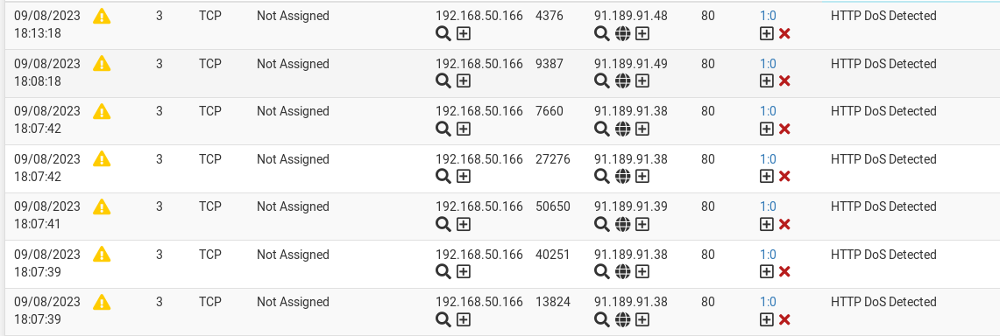 09/08/2023 3 TCP Not Assigned 192.168.50.166 4376 91.189.91.48 80 1:0 HTTP DoS Detected
18:13:18
09/08/2023 3 TCP Not Assigned 192.168.50.166 9387 91.189.91.49 80 1:0 HTTP DoS Detected
18:08:18
09/08/2023 3 TCP Not Assigned 192.168.50.166 7660 91.189.91.38 80 1:0 HTTP DoS Detected
18:07:42
09/08/2023 3 TCP Not Assigned 192.168.50.166 27276 91.189.91.38 80 1:0 HTTP DoS Detected
18:07:42
09/08/2023 3 TCP Not Assigned 192.168.50.166 50650 91.189.91.39 80 1:0 HTTP DoS Detected
18:07:41
09/08/2023 3 TCP Not Assigned 192.168.50.166 40251 91.189.91.38 80 1:0 HTTP DoS Detected
18:07:39
09/08/2023 3 TCP Not Assigned 192.168.50.166 13824 91.189.91.38 80 1:0 HTTP DoS Detected
18:07:39